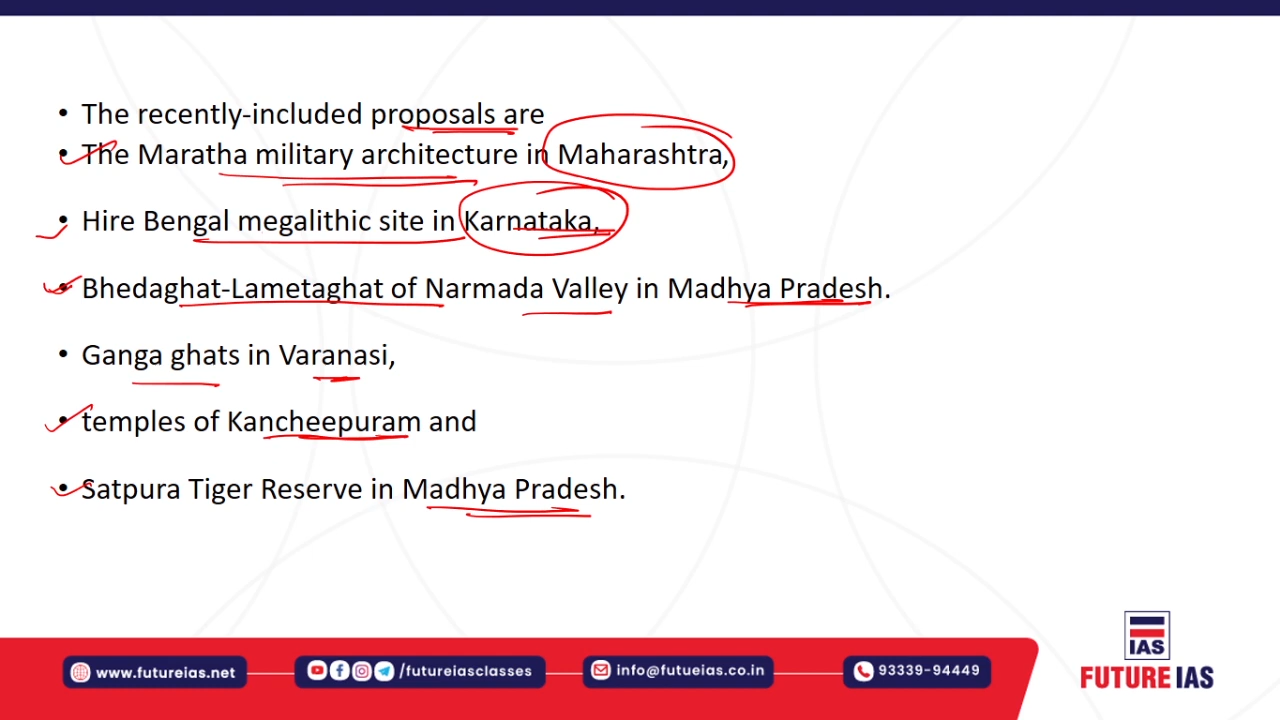 • The recently-included proposals are
• The Maratha military architecture in Maharashtra,
• Hire Bengal megalithic site in Karnataka,
• Bhedaghat-Lametaghat of Narmada Valley in Madhya Pradesh.
• Ganga ghats in Varanasi,
• temples of Kancheepuram and
• Satpura Tiger Reserve in Madhya Pradesh.
IAS
FUTURE IAS
www.futureias.net
/futureiasclasses
info@futueias.co.in
93339-94449